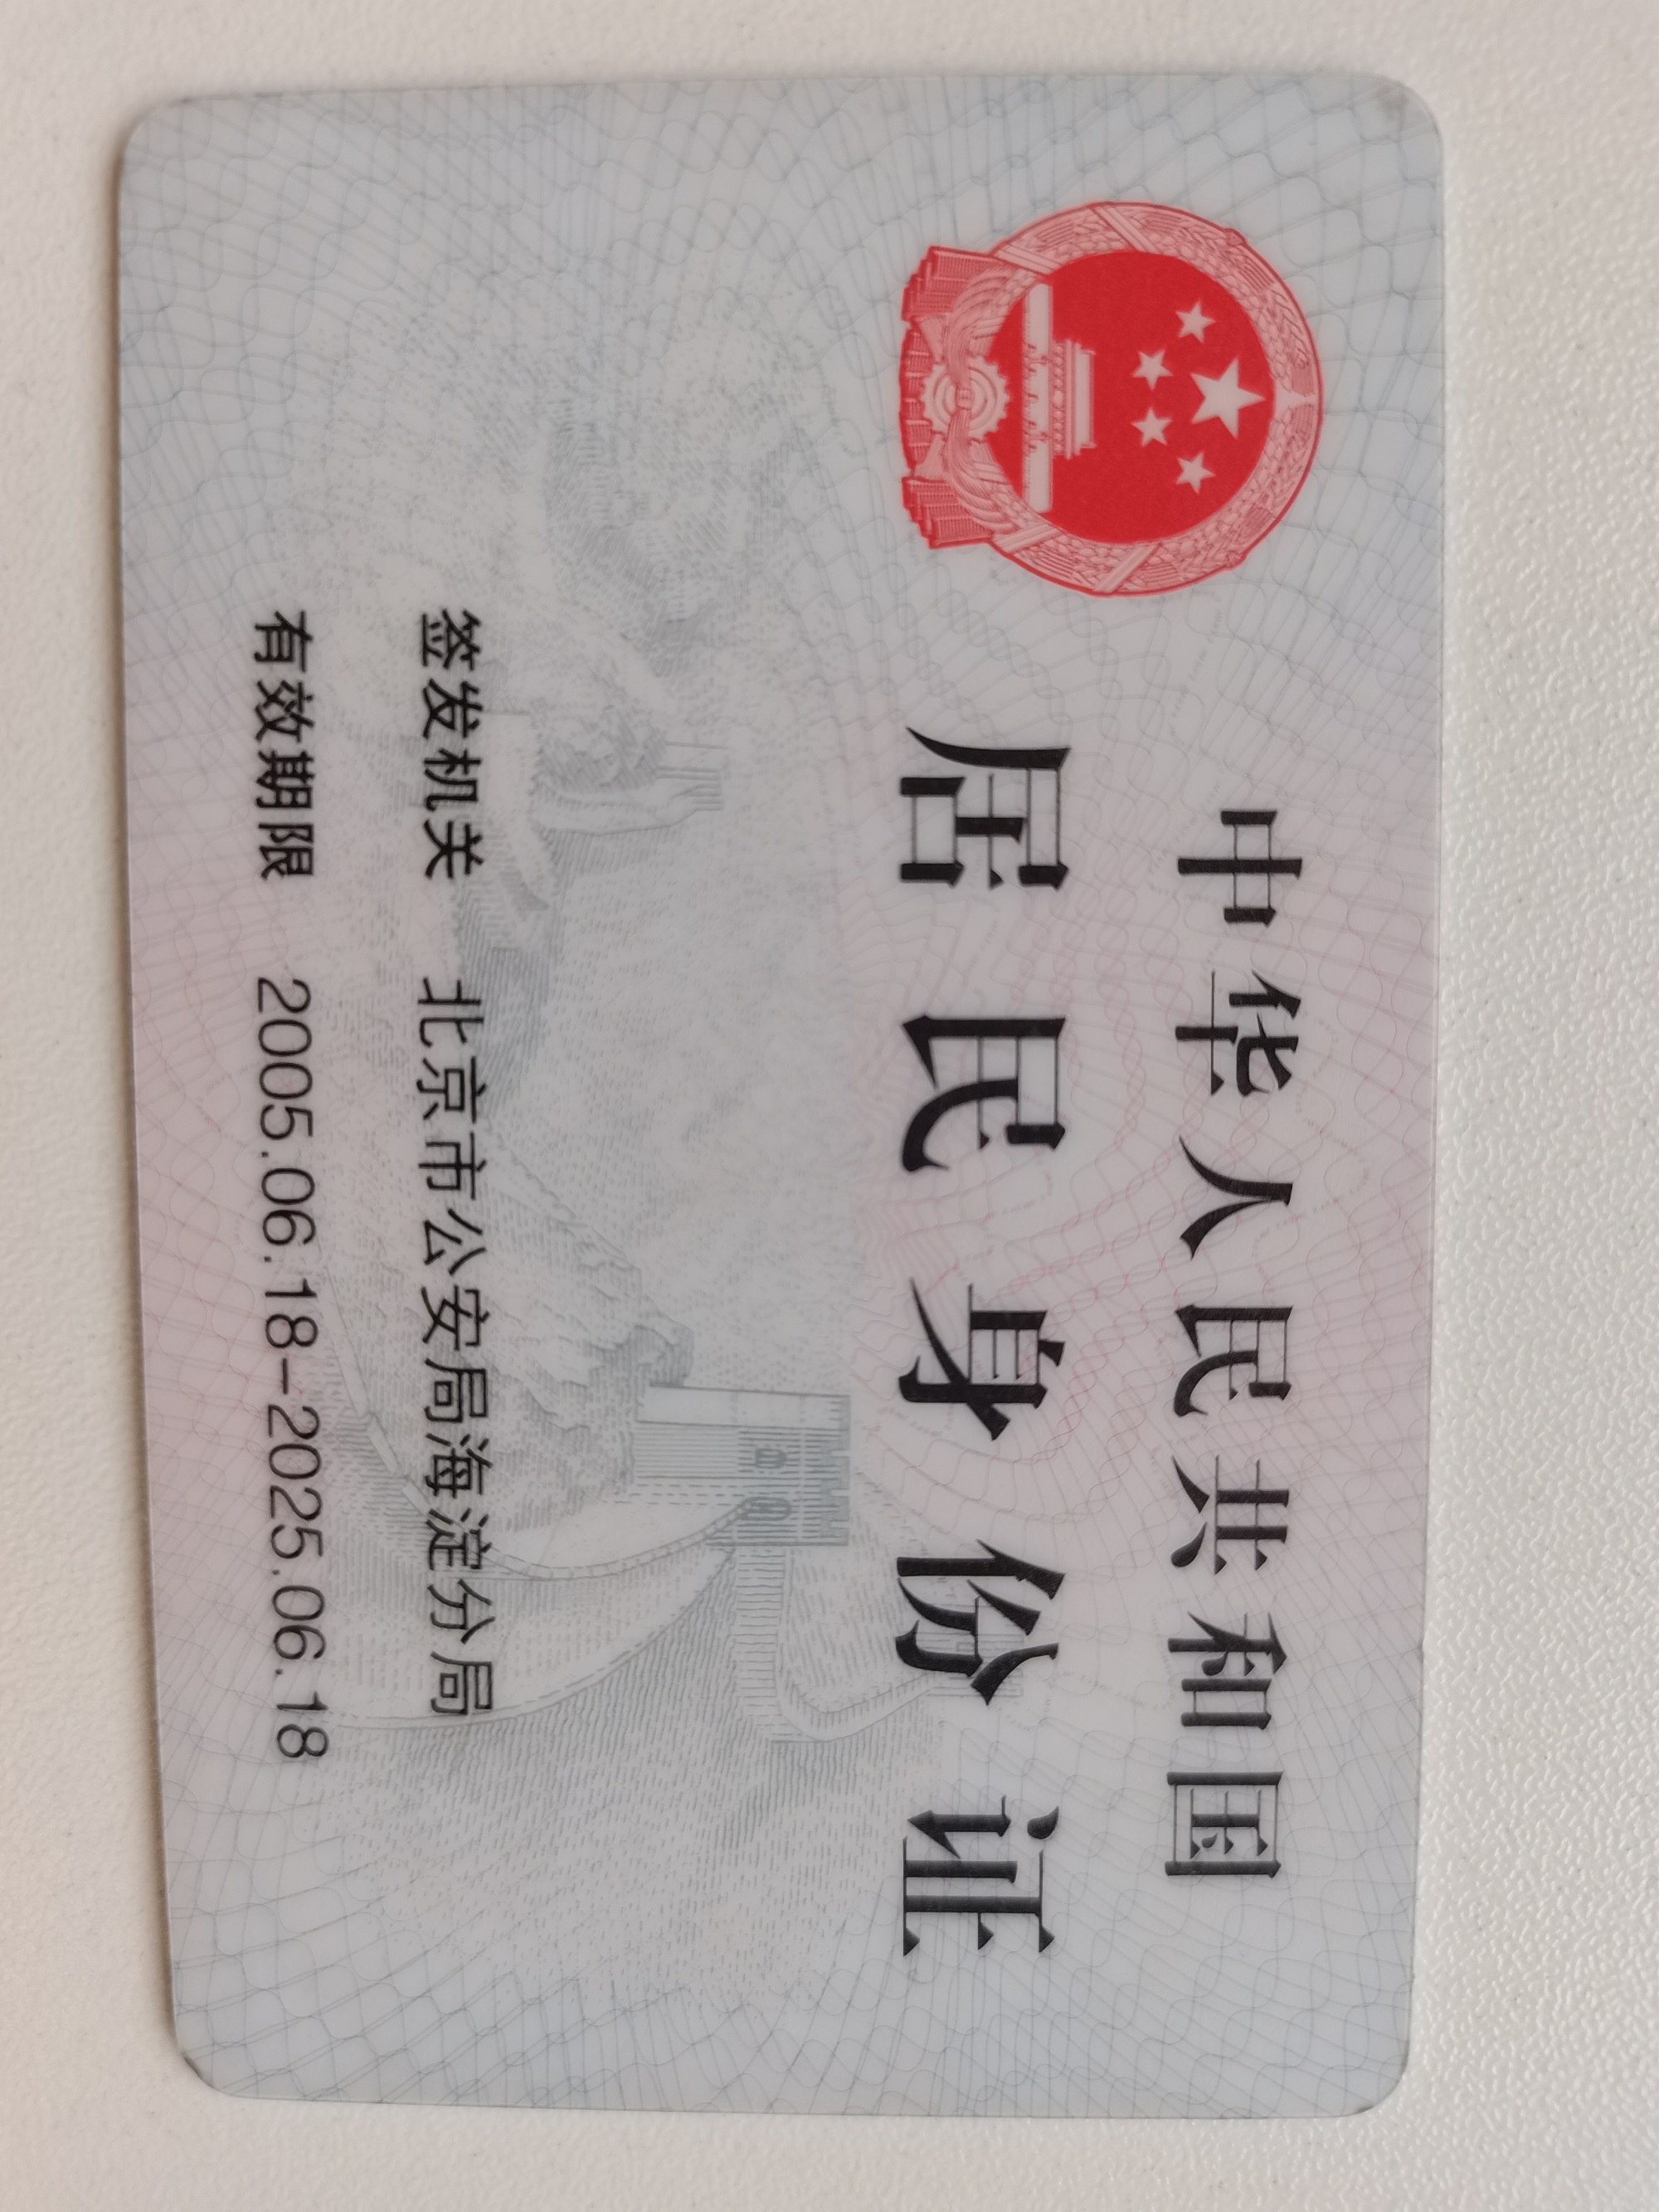 中华人民共和国
居民身份证
签发机关 北京市公安局海淀分局
有效期限 2005.06.18-2025.06.18